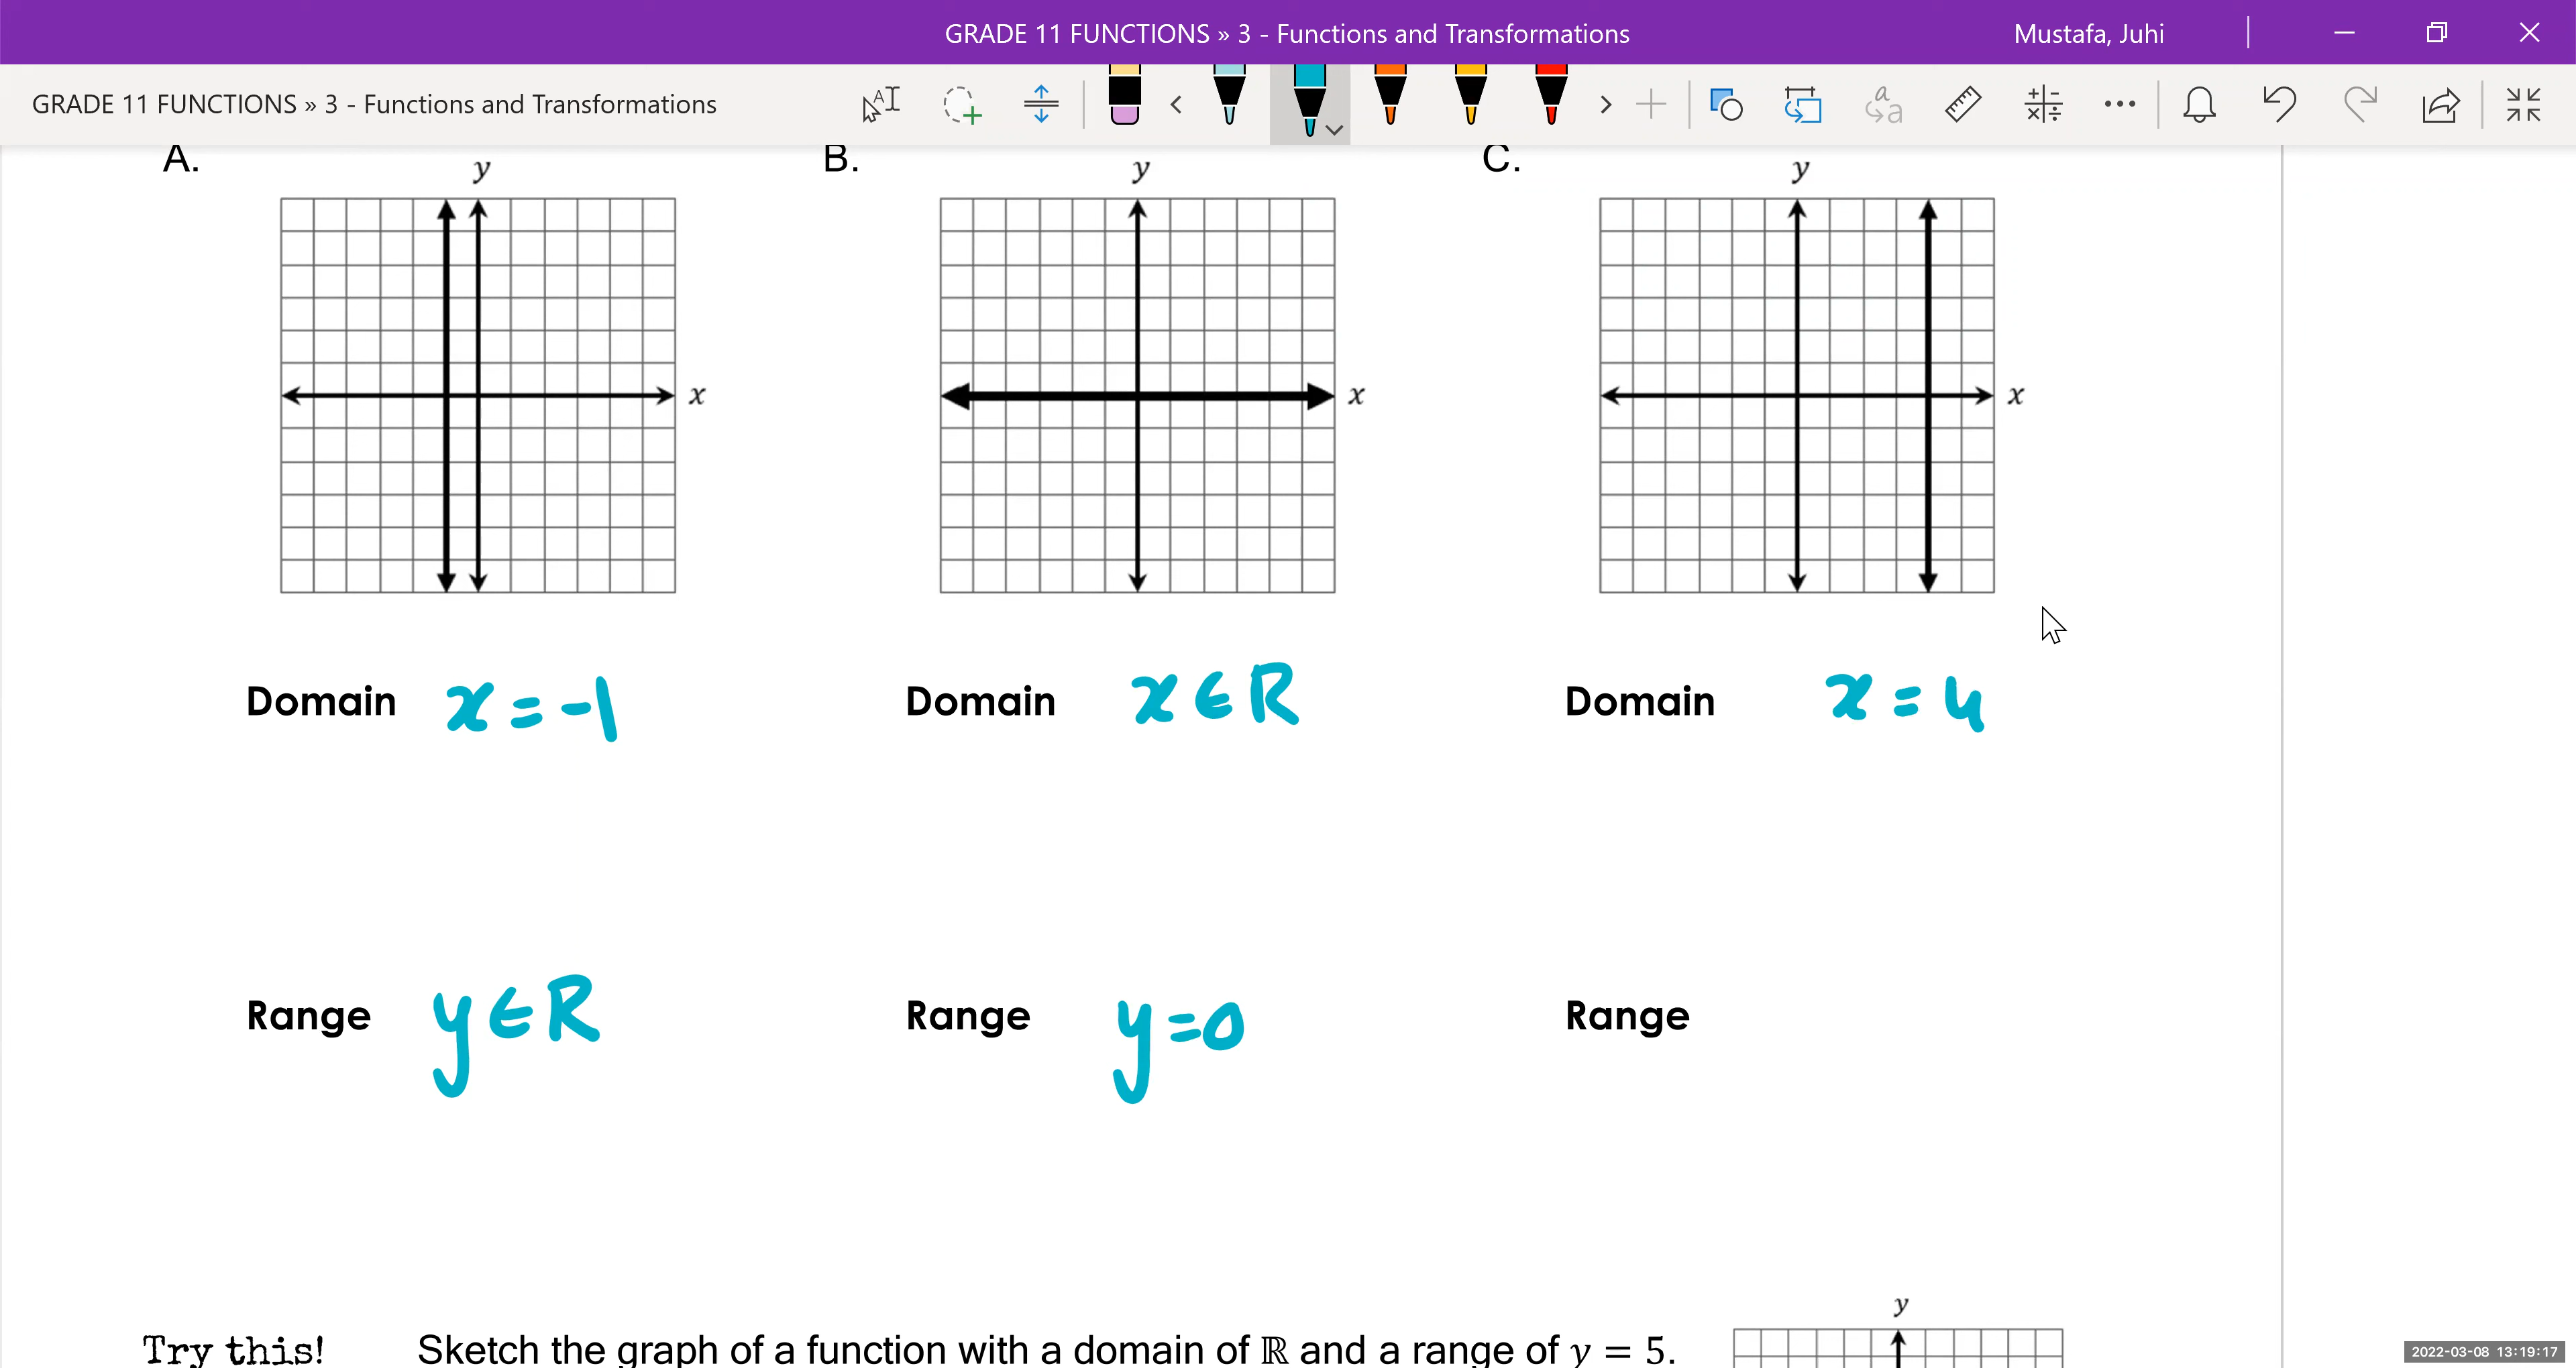 GRADE 11 FUNCTIONS » 3 - Functions and Transformations
Mustafa, Juhi
GRADE 11 FUNCTIONS » 3 - Functions and Transformations
A.
B.
C.
y
y
y
x
x
x
Domain x = -1
Domain x ∈ R
Domain x = 4
Range y ∈ R
Range y = 0
Range
y
Try this! Sketch the graph of a function with a domain of ℝ and a range of y = 5.
2022-03-08 13:19:17